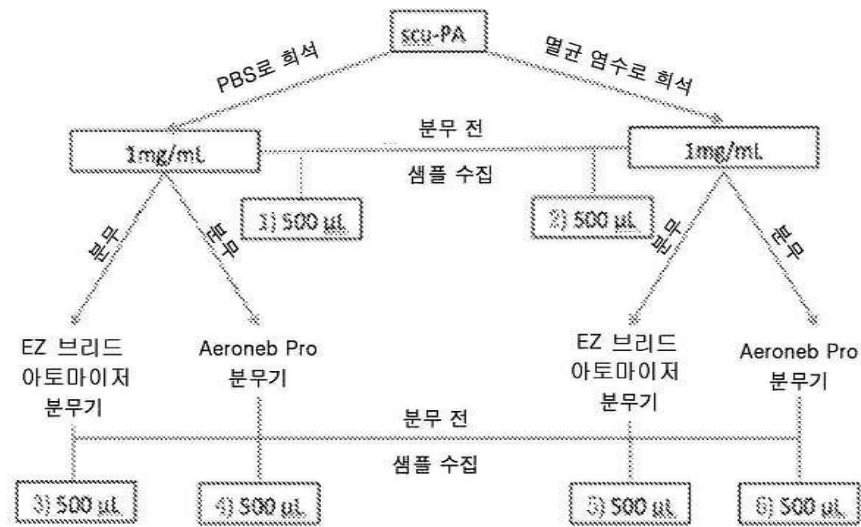 scu-PA
PBS로 희석
멸균 염수로 희석
1mg/mL
분무 전
샘플 수집
1mg/mL
1) 500 µL
2) 500 µL
분무
분무
분무
분무
EZ 브리드
아토마이저
분무기
Aeroneb Pro
분무기
EZ 브리드
아토마이저
분무기
Aeroneb Pro
분무기
분무 전
샘플 수집
3) 500 µL
4) 500 µL
5) 500 µL
6) 500 µL